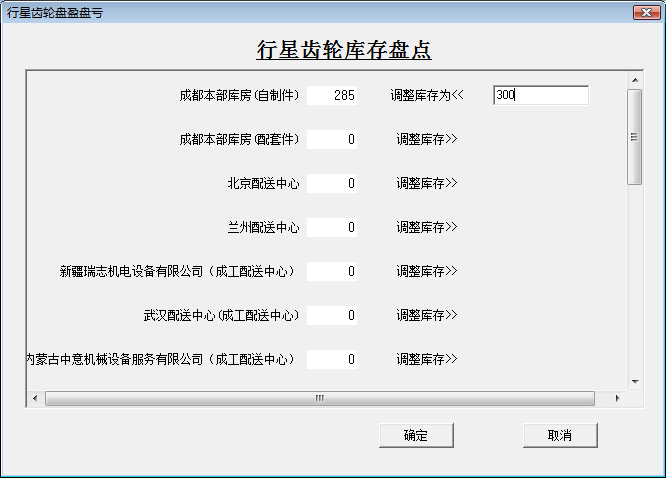 行星齿轮盘盈盘亏
行星齿轮库存盘点
成都本部库房(自制件) 285 调整库存为<< 300
成都本部库房(配套件) 0 调整库存>>
北京配送中心 0 调整库存>>
兰州配送中心 0 调整库存>>
新疆瑞志机电设备有限公司（成工配送中心） 0 调整库存>>
武汉配送中心(成工配送中心) 0 调整库存>>
内蒙古中意机械设备服务有限公司（成工配送中心） 0 调整库存>>
确定 取消